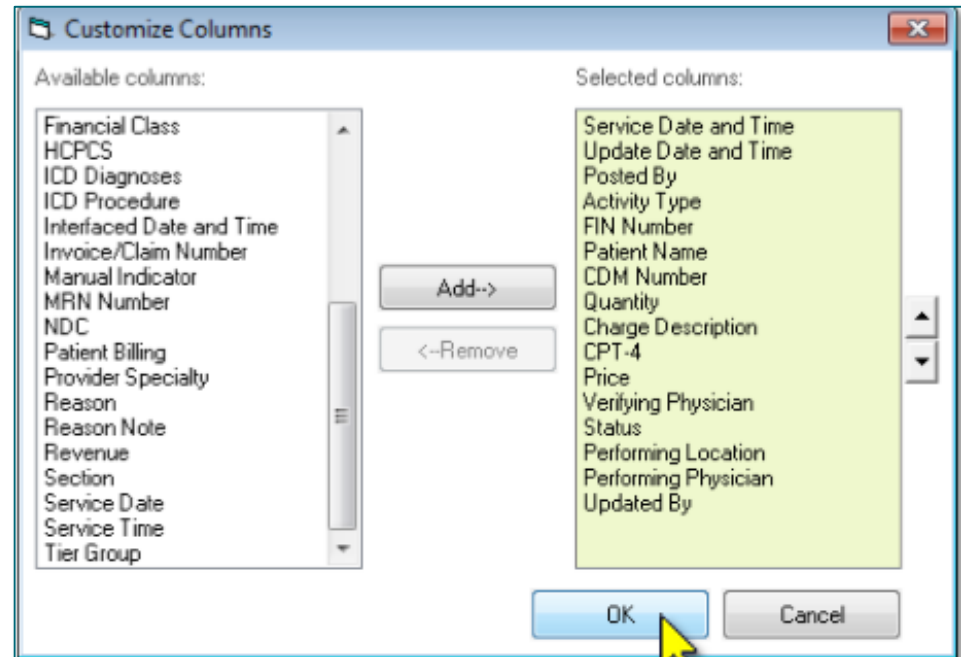 Customize Columns
Available columns:
Financial Class
HCPCS
ICD Diagnoses
ICD Procedure
Interfaced Date and Time
Invoice/Claim Number
Manual Indicator
MRN Number
NDC
Patient Billing
Provider Specialty
Reason
Reason Note
Revenue
Section
Service Date
Service Time
Tier Group
Add-->
<--Remove
Selected columns:
Service Date and Time
Update Date and Time
Posted By
Activity Type
FIN Number
Patient Name
CDM Number
Quantity
Charge Description
CPT-4
Price
Verifying Physician
Status
Performing Location
Performing Physician
Updated By
OK
Cancel